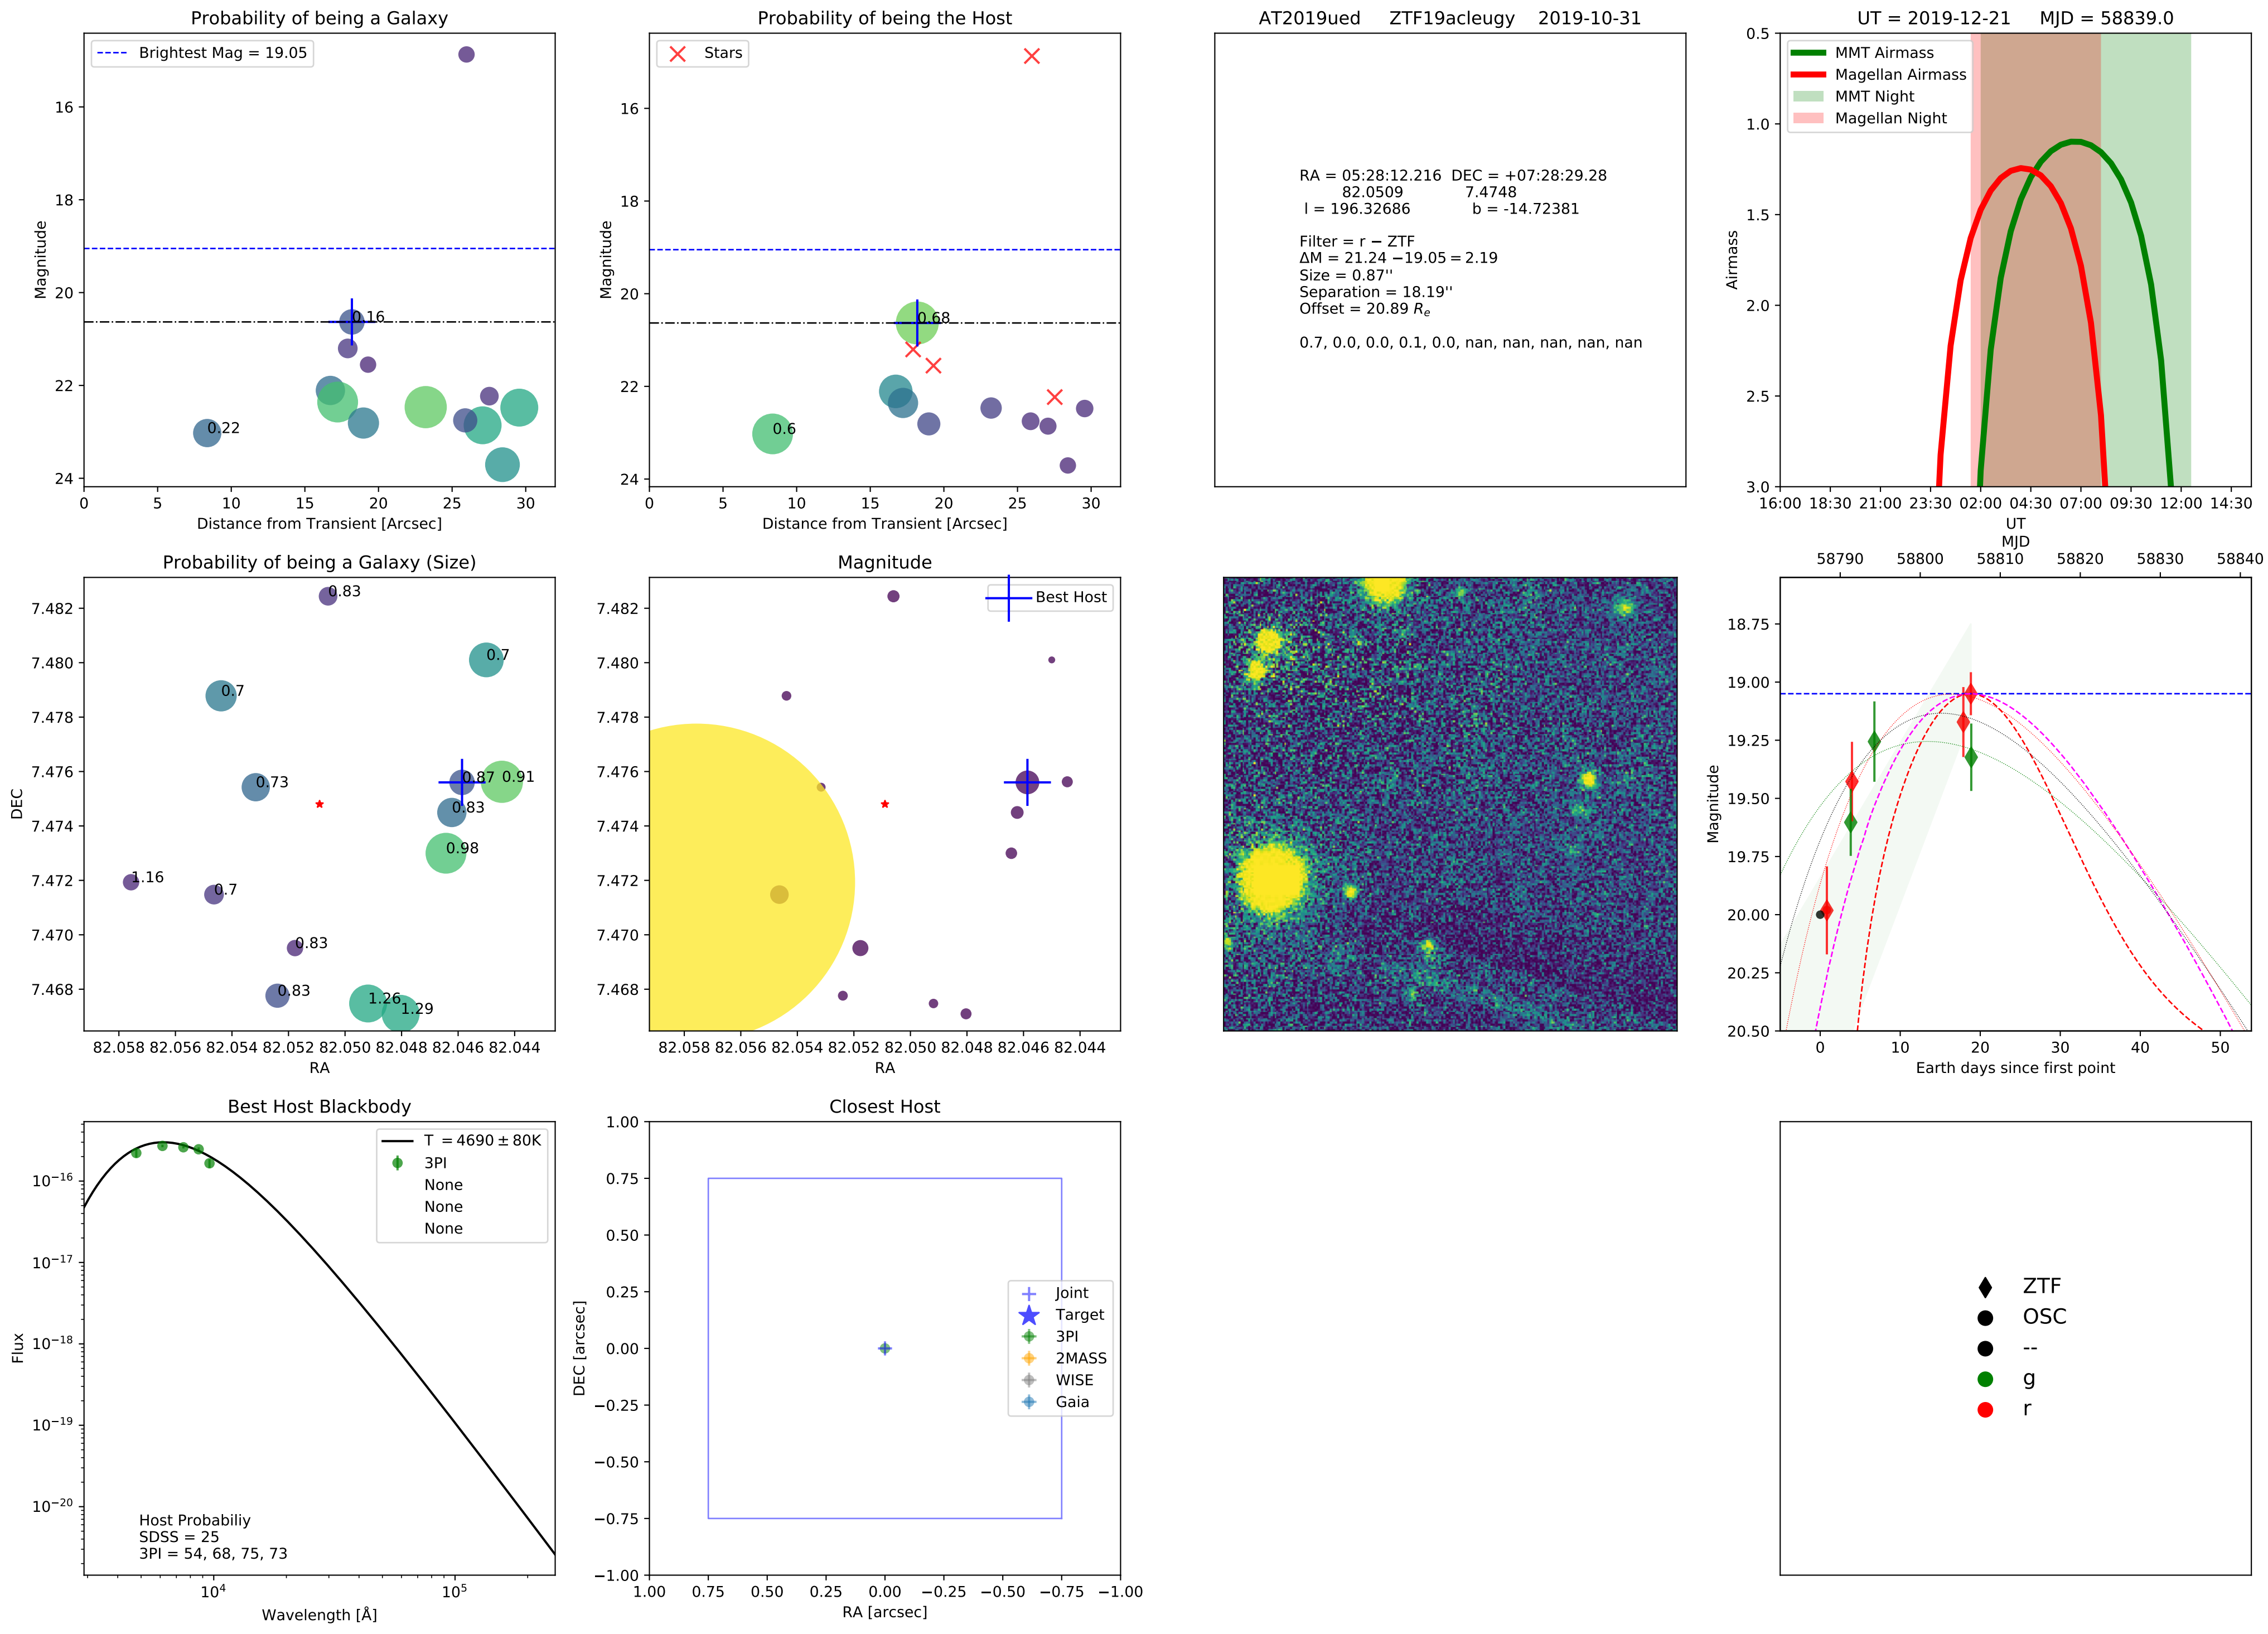 Probability of being a Galaxy
Brightest Mag = 19.05
0.16
0.22
16
18
20
22
24
Magnitude
0 5 10 15 20 25 30
Distance from Transient [Arcsec]
Probability of being the Host
Stars
0.68
0.6
16
18
20
22
24
Magnitude
0 5 10 15 20 25 30
Distance from Transient [Arcsec]
AT2019ued ZTF19acleugy 2019-10-31
RA = 05:28:12.216 DEC = +07:28:29.28
82.0509 7.4748
l = 196.32686 b = -14.72381
Filter = r − ZTF
ΔM = 21.24 −19.05 = 2.19
Size = 0.87''
Separation = 18.19''
Offset = 20.89 Re
0.7, 0.0, 0.0, 0.1, 0.0, nan, nan, nan, nan, nan
UT = 2019-12-21 MJD = 58839.0
MMT Airmass
Magellan Airmass
MMT Night
Magellan Night
0.5
1.0
1.5
2.0
2.5
3.0
Airmass
16:00 18:30 21:00 23:30 02:00 04:30 07:00 09:30 12:00 14:30
UT
Probability of being a Galaxy (Size)
0.83
0.7
0.7
0.73
0.87
0.91
0.83
0.98
1.16
0.7
0.83
0.83
1.26
1.29
7.482
7.480
7.478
7.476
7.474
7.472
7.470
7.468
DEC
82.058 82.056 82.054 82.052 82.050 82.048 82.046 82.044
RA
Magnitude
Best Host
7.482
7.480
7.478
7.476
7.474
7.472
7.470
7.468
82.058 82.056 82.054 82.052 82.050 82.048 82.046 82.044
RA
MJD
58790 58800 58810 58820 58830 58840
18.75
19.00
19.25
19.50
19.75
20.00
20.25
20.50
Magnitude
0 10 20 30 40 50
Earth days since first point
Best Host Blackbody
T = 4690 ± 80K
3PI
None
None
None
10−16
10−17
10−18
10−19
10−20
Flux
Host Probabiliy
SDSS = 25
3PI = 54, 68, 75, 73
104 105
Wavelength [Å]
Closest Host
Joint
Target
3PI
2MASS
WISE
Gaia
1.00
0.75
0.50
0.25
0.00
−0.25
−0.50
−0.75
−1.00
DEC [arcsec]
1.00 0.75 0.50 0.25 0.00 −0.25 −0.50 −0.75 −1.00
RA [arcsec]
ZTF
OSC
--
g
r